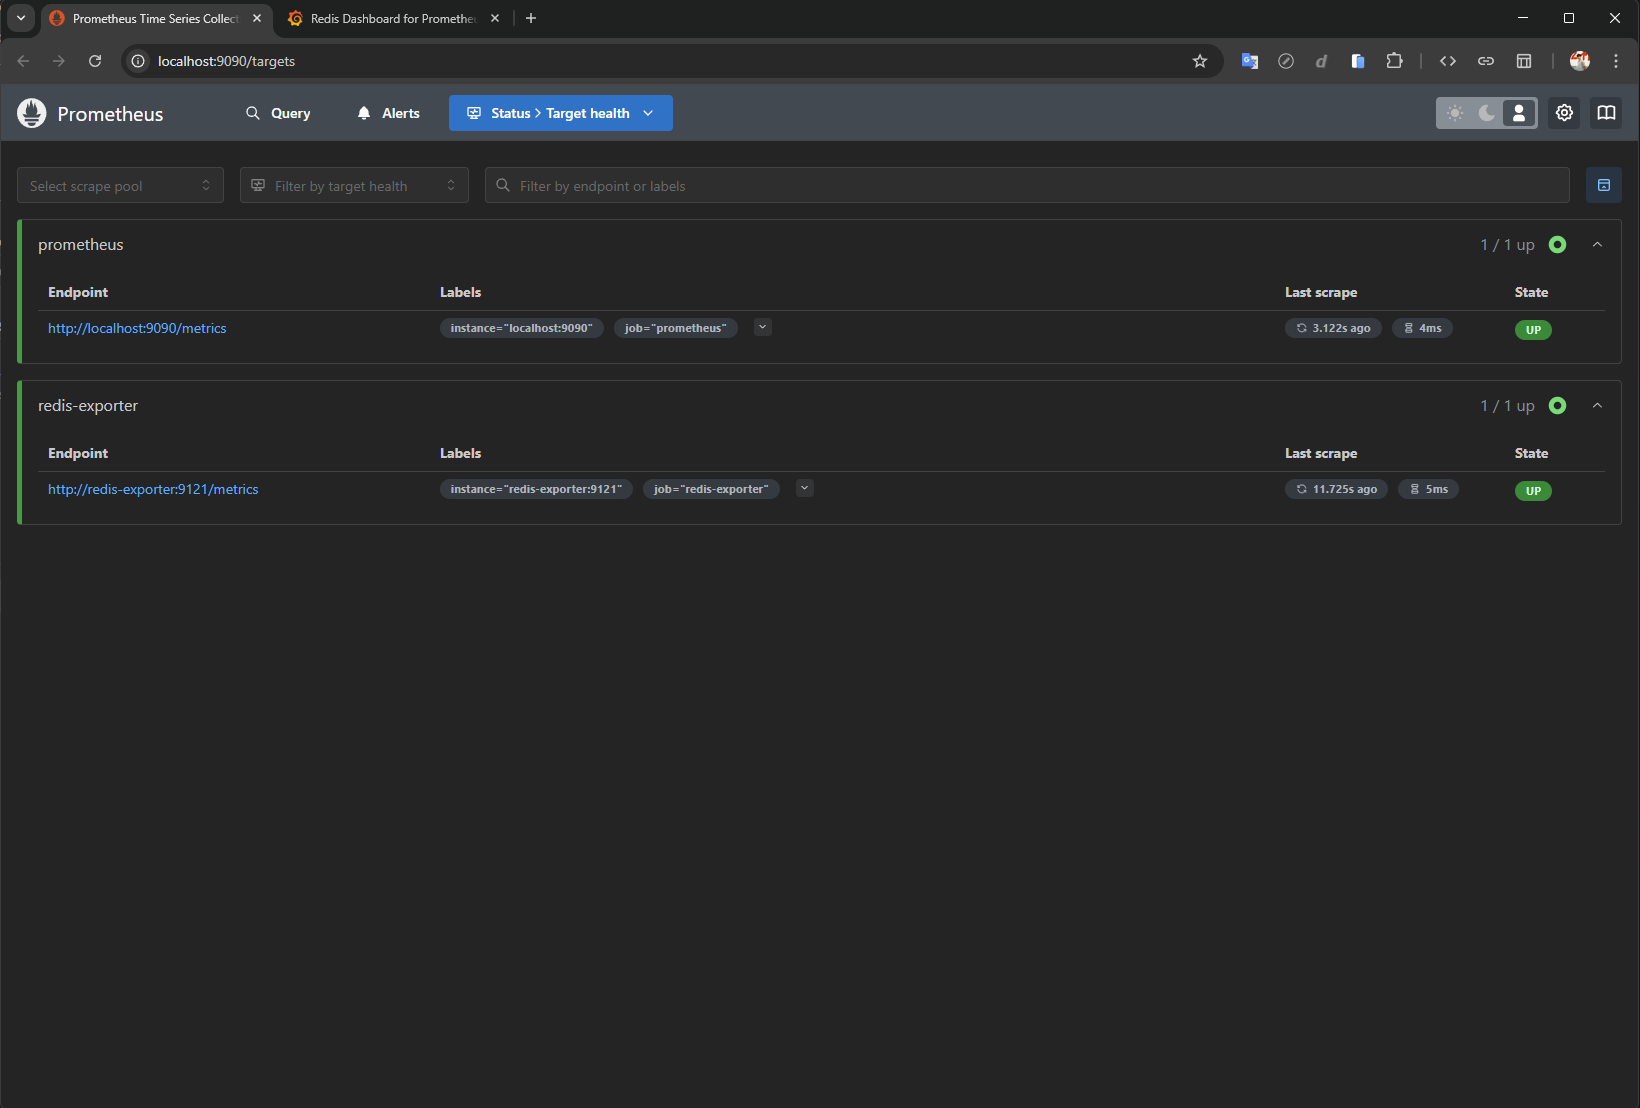 Prometheus Time Series Collect
Redis Dashboard for Prometheu
localhost:9090/targets
Prometheus
Query
Alerts
Status > Target health
Select scrape pool
Filter by target health
Filter by endpoint or labels
prometheus
1 / 1 up
Endpoint Labels Last scrape State
http://localhost:9090/metrics instance="localhost:9090" job="prometheus" 3.122s ago 4ms UP
redis-exporter
1 / 1 up
Endpoint Labels Last scrape State
http://redis-exporter:9121/metrics instance="redis-exporter:9121" job="redis-exporter" 11.725s ago 5ms UP